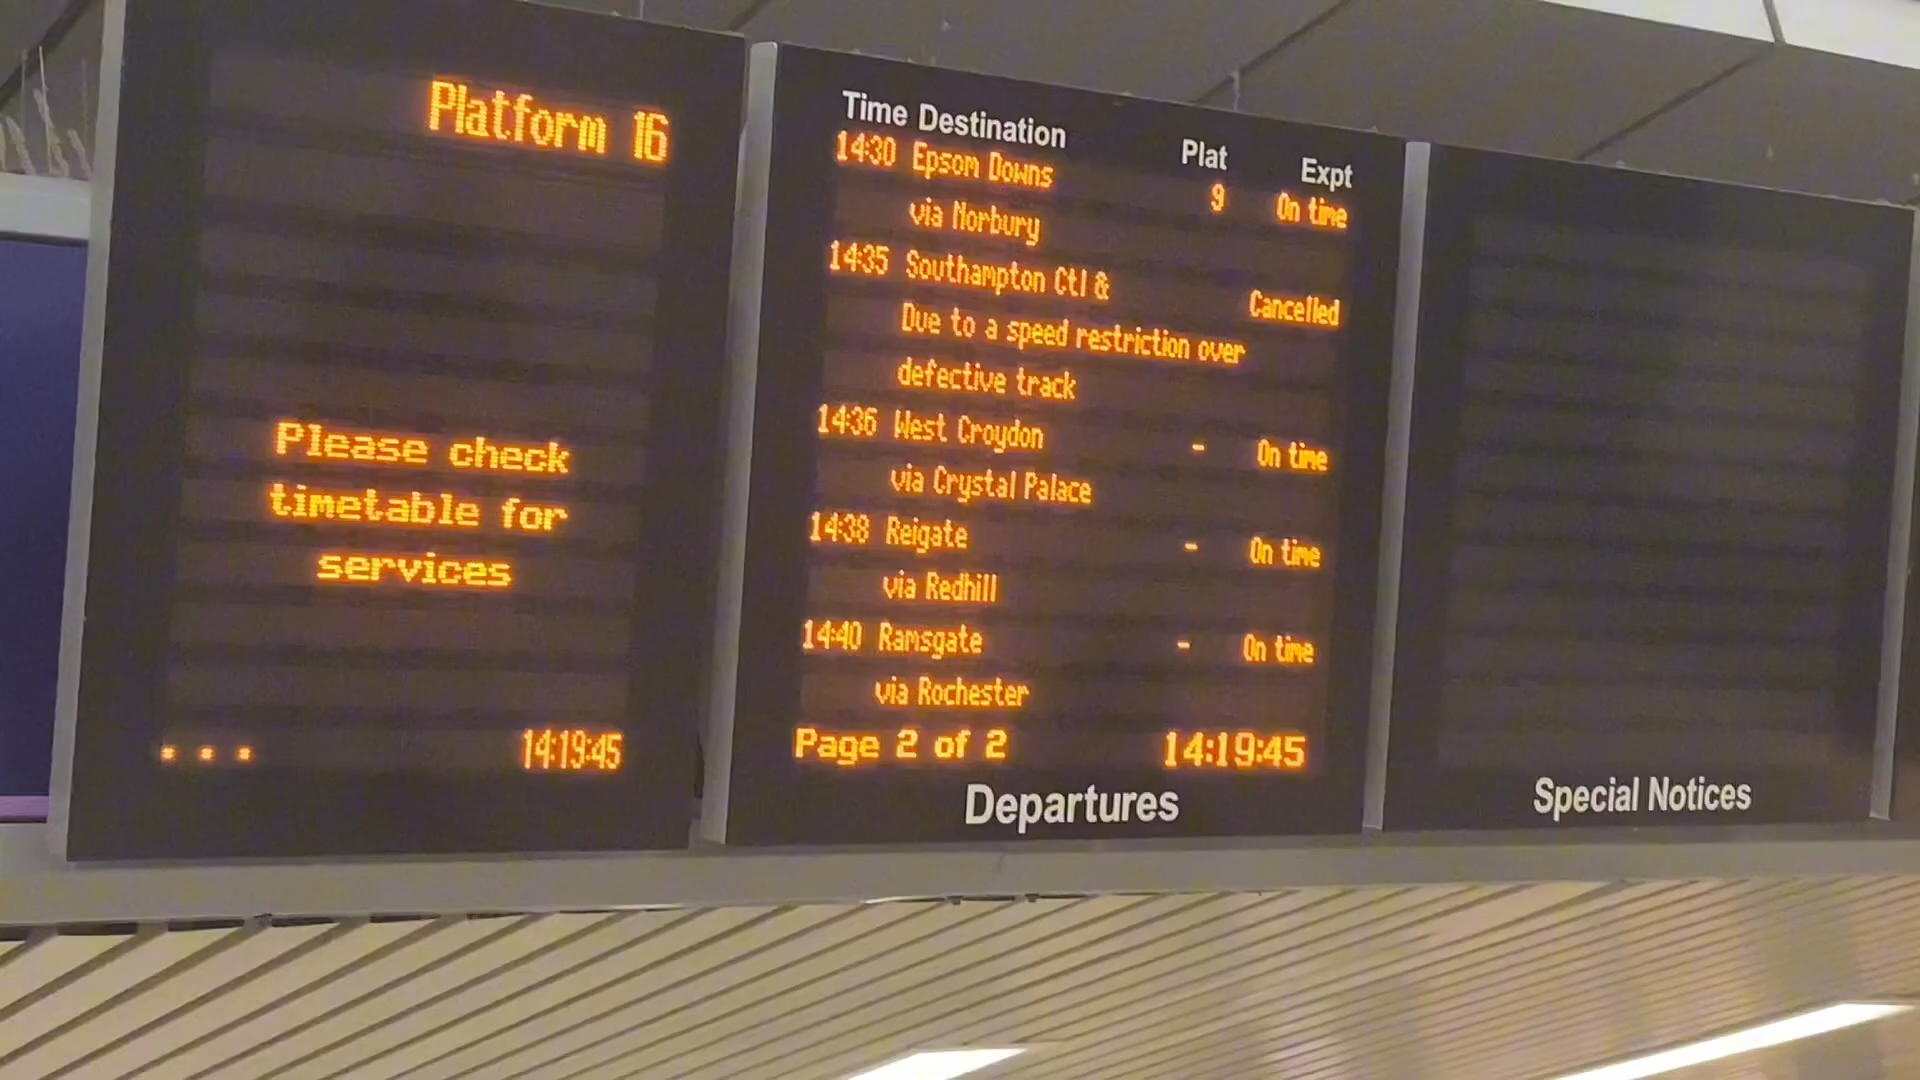 Platform 16
Please check
timetable for
services
. . . 14:19:45
Time Destination Plat Expt
14:30 Epsom Downs 9 On time
via Norbury
14:35 Southampton Ctl & Cancelled
Due to a speed restriction over
defective track
14:36 West Croydon - On time
via Crystal Palace
14:38 Reigate - On time
via Redhill
14:40 Ramsgate - On time
via Rochester
Page 2 of 2 14:19:45
Departures
Special Notices